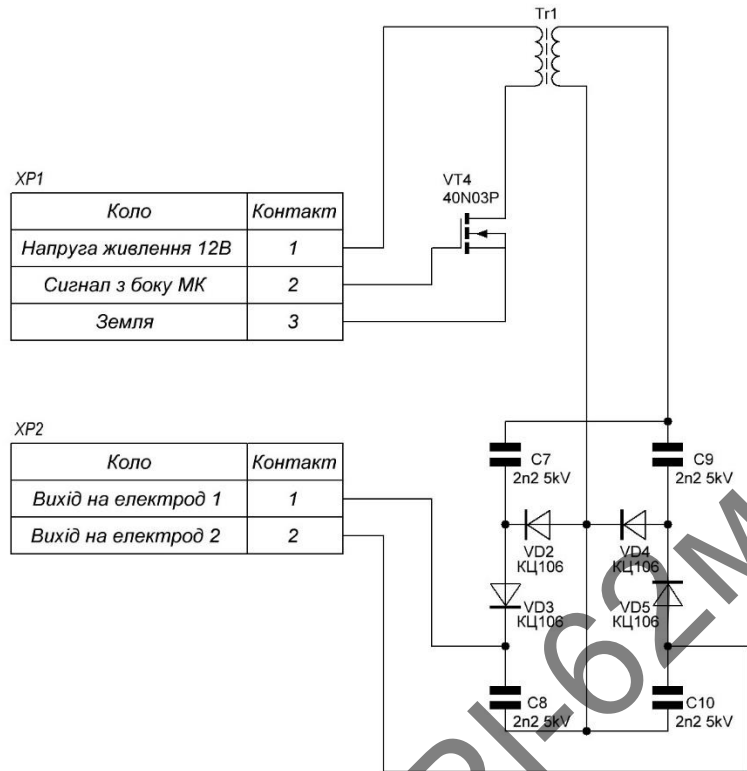 Tr1
XP1
Коло Контакт
Напруга живлення 12В 1
Сигнал з боку МК 2
Земля 3
VT4
40N03P
XP2
Коло Контакт
Вихід на електрод 1 1
Вихід на електрод 2 2
C7
2n2 5kV
C9
2n2 5kV
VD2
КЦ106
VD4
КЦ106
VD3
КЦ106
VD5
КЦ106
C8
2n2 5kV
C10
2n2 5kV
PI-62M